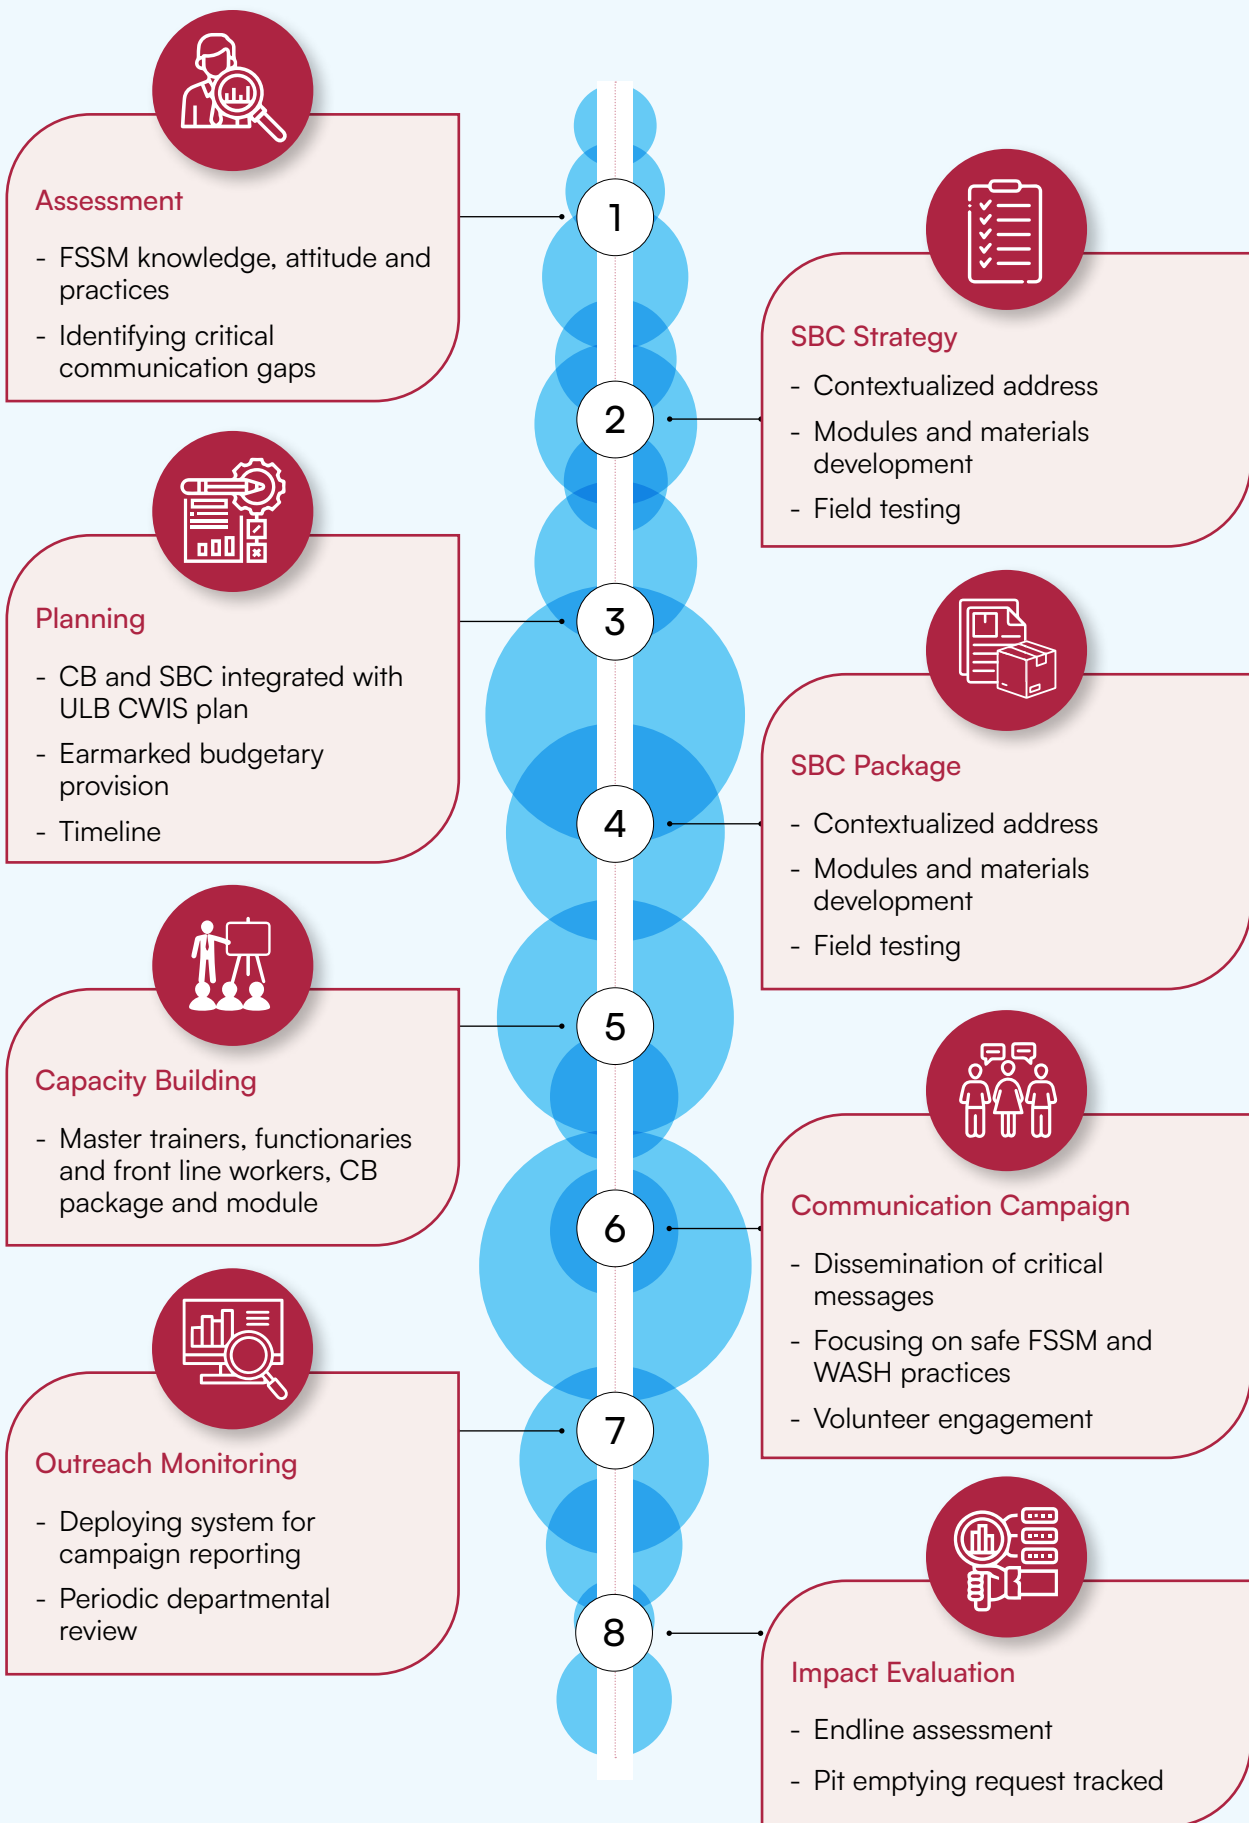 1
Assessment
- FSSM knowledge, attitude and
practices
- Identifying critical
communication gaps
2
SBC Strategy
- Contextualized address
- Modules and materials
development
- Field testing
3
Planning
- CB and SBC integrated with
ULB CWIS plan
- Earmarked budgetary
provision
- Timeline
4
SBC Package
- Contextualized address
- Modules and materials
development
- Field testing
5
Capacity Building
- Master trainers, functionaries
and front line workers, CB
package and module
6
Communication Campaign
- Dissemination of critical
messages
- Focusing on safe FSSM and
WASH practices
- Volunteer engagement
7
Outreach Monitoring
- Deploying system for
campaign reporting
- Periodic departmental
review
8
Impact Evaluation
- Endline assessment
- Pit emptying request tracked